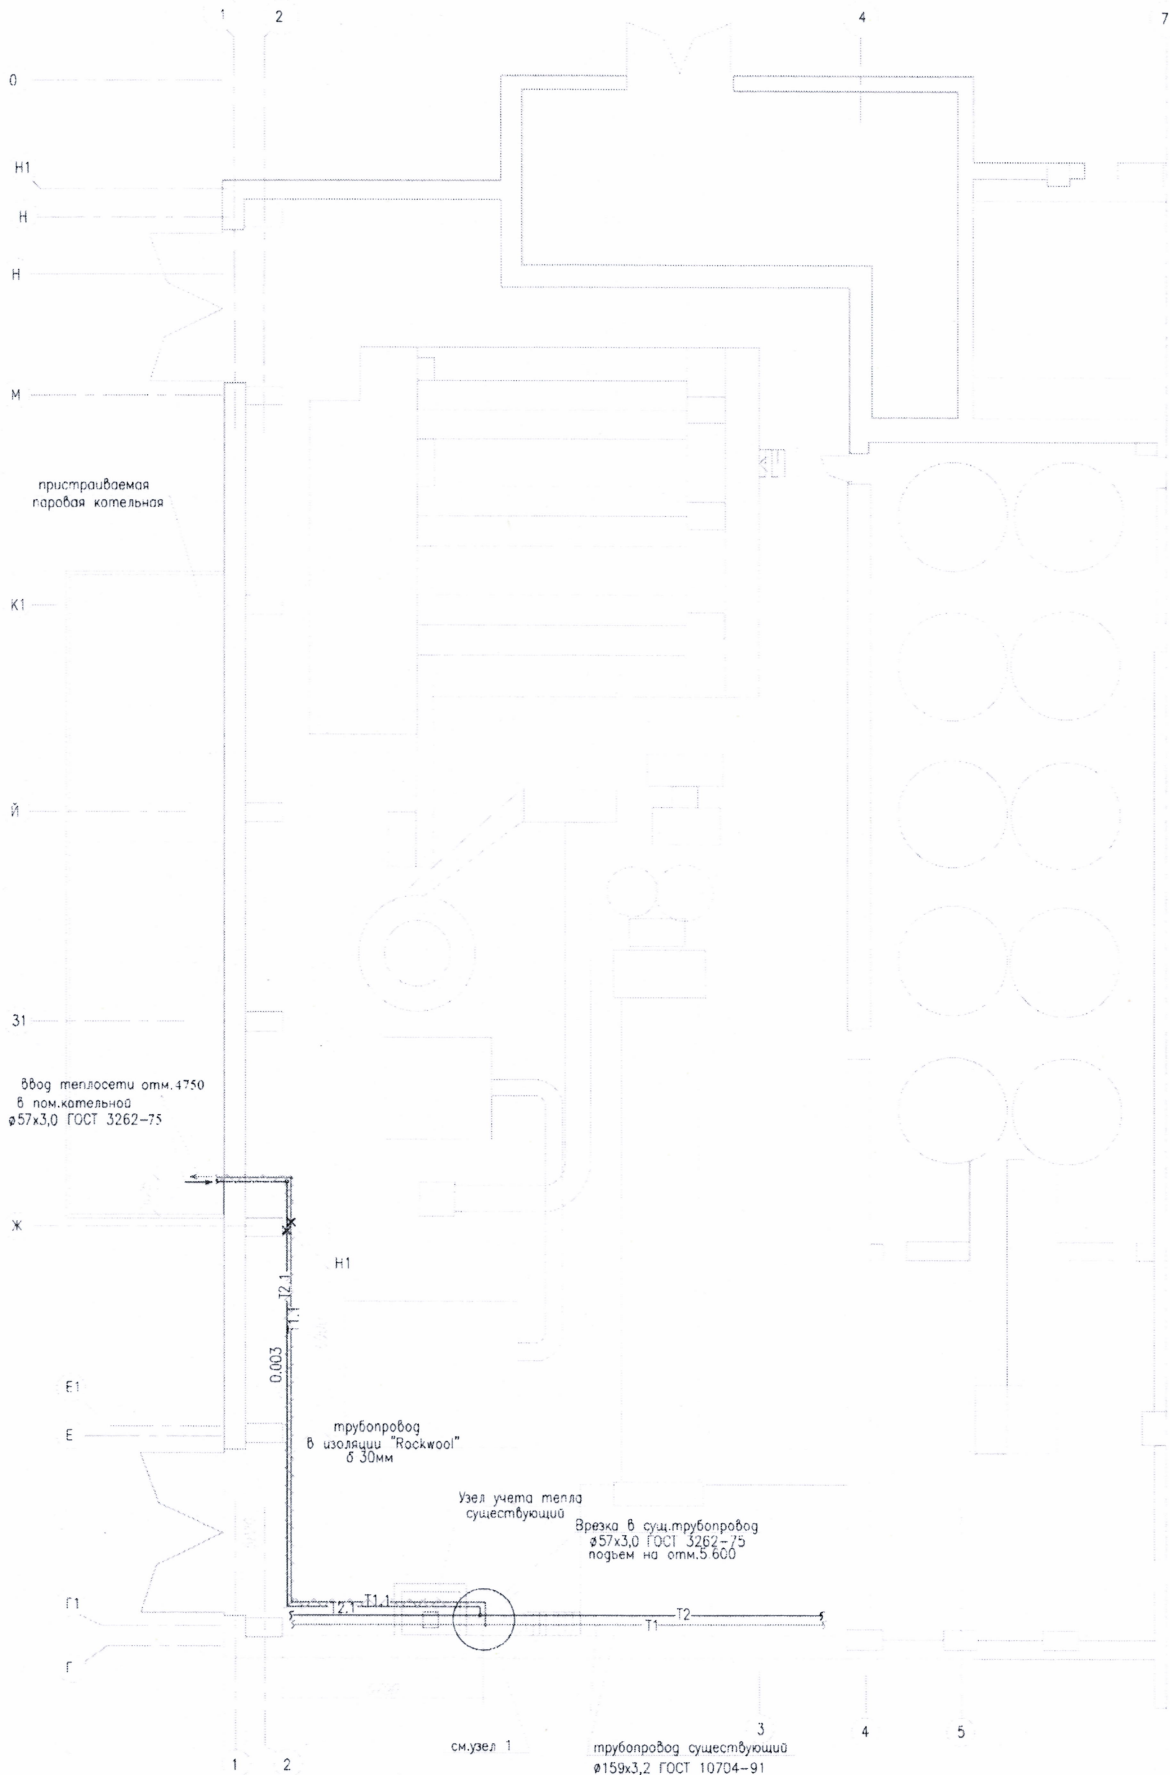 1
2
4
7
О
Н1
Н
Н
М
пристраиваемая
паровая котельная
К1
Й
З1
ввод теплосети отм.4750
в пом.котельной
ø57х3,0 ГОСТ 3262-75
Ж
Н1
Т2.1
Т1.1
0.003
Е1
Е
трубопровод
в изоляции "Rockwool"
б 30мм
Узел учета тепла
существующий
Врезка в сущ.трубопровод
ø57х3,0 ГОСТ 3262-75
подъем на отм.5.600
Г1
Т2.1
Т1.1
Т2
Т1
Г
3
4
5
см.узел 1
трубопровод существующий
ø159х3,2 ГОСТ 10704-91
1
2